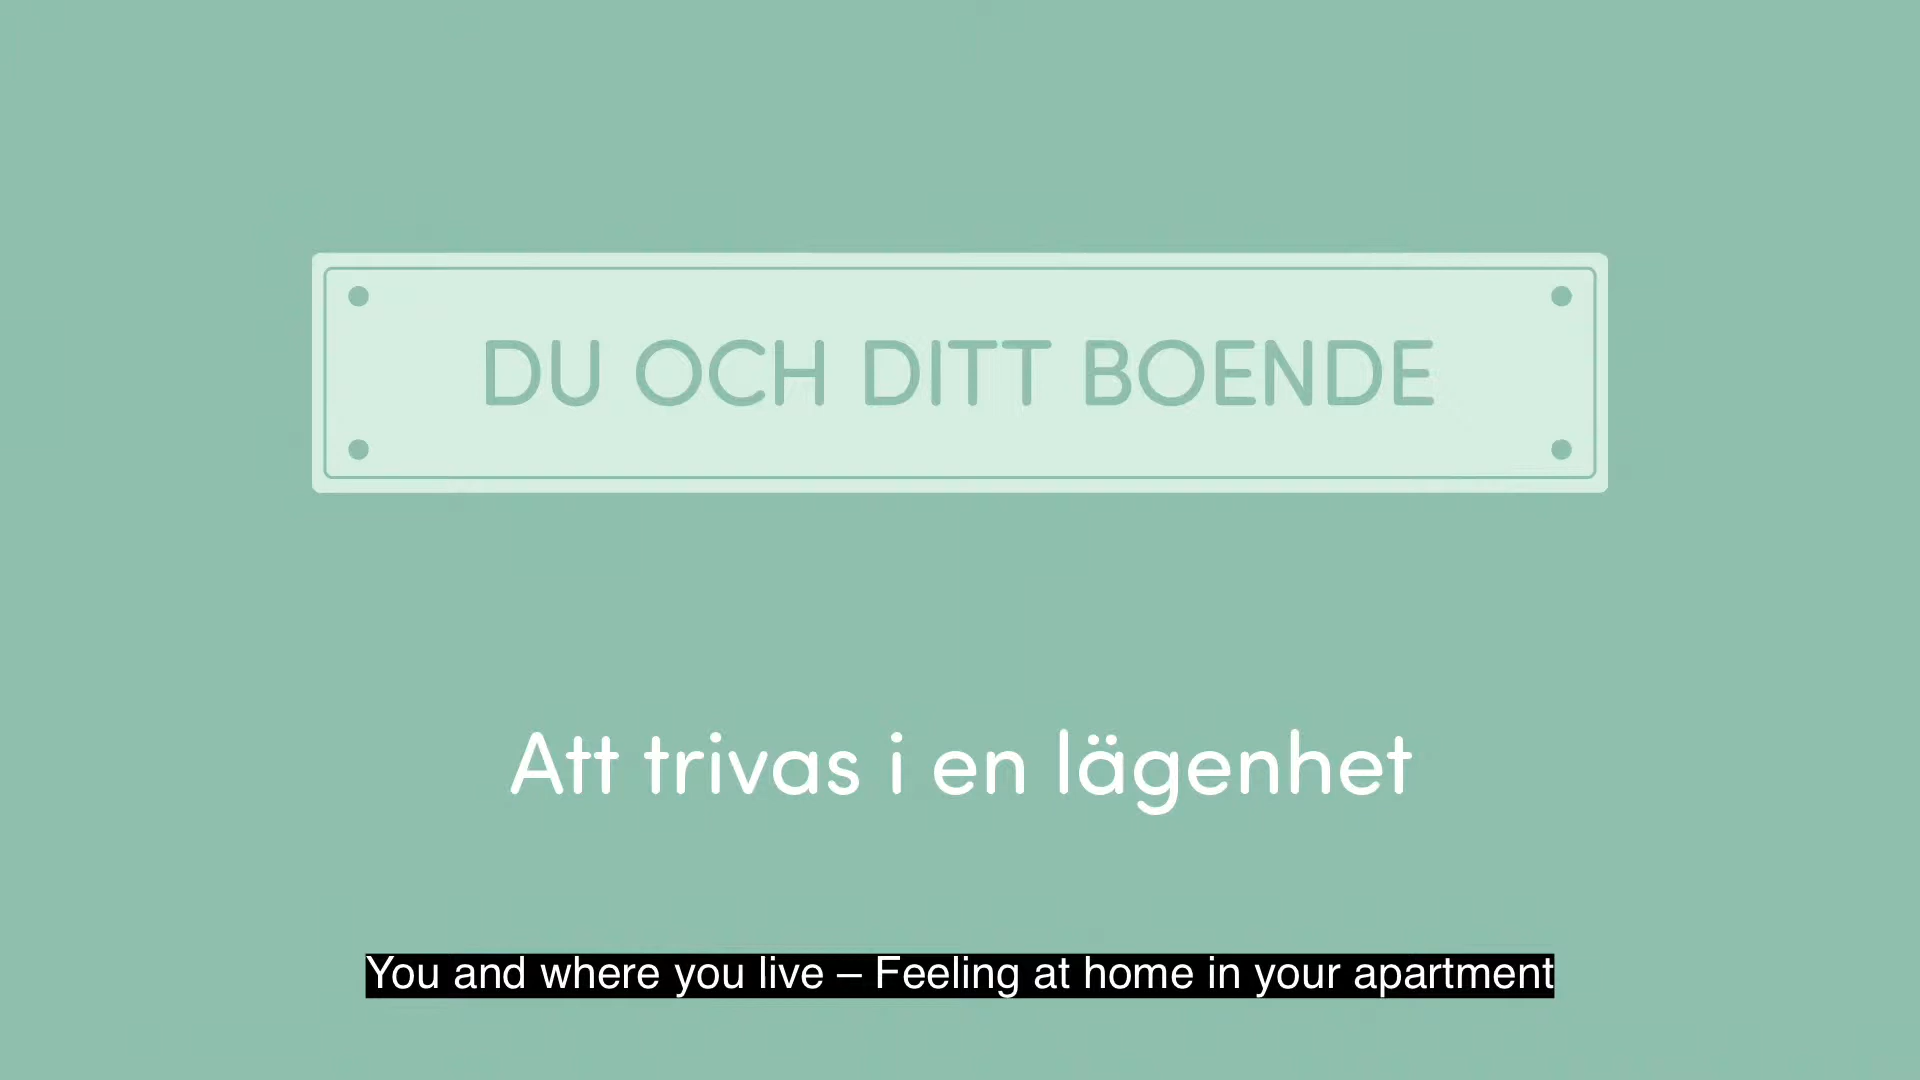 DU OCH DITT BOENDE
Att trivas i en lägenhet
You and where you live – Feeling at home in your apartment